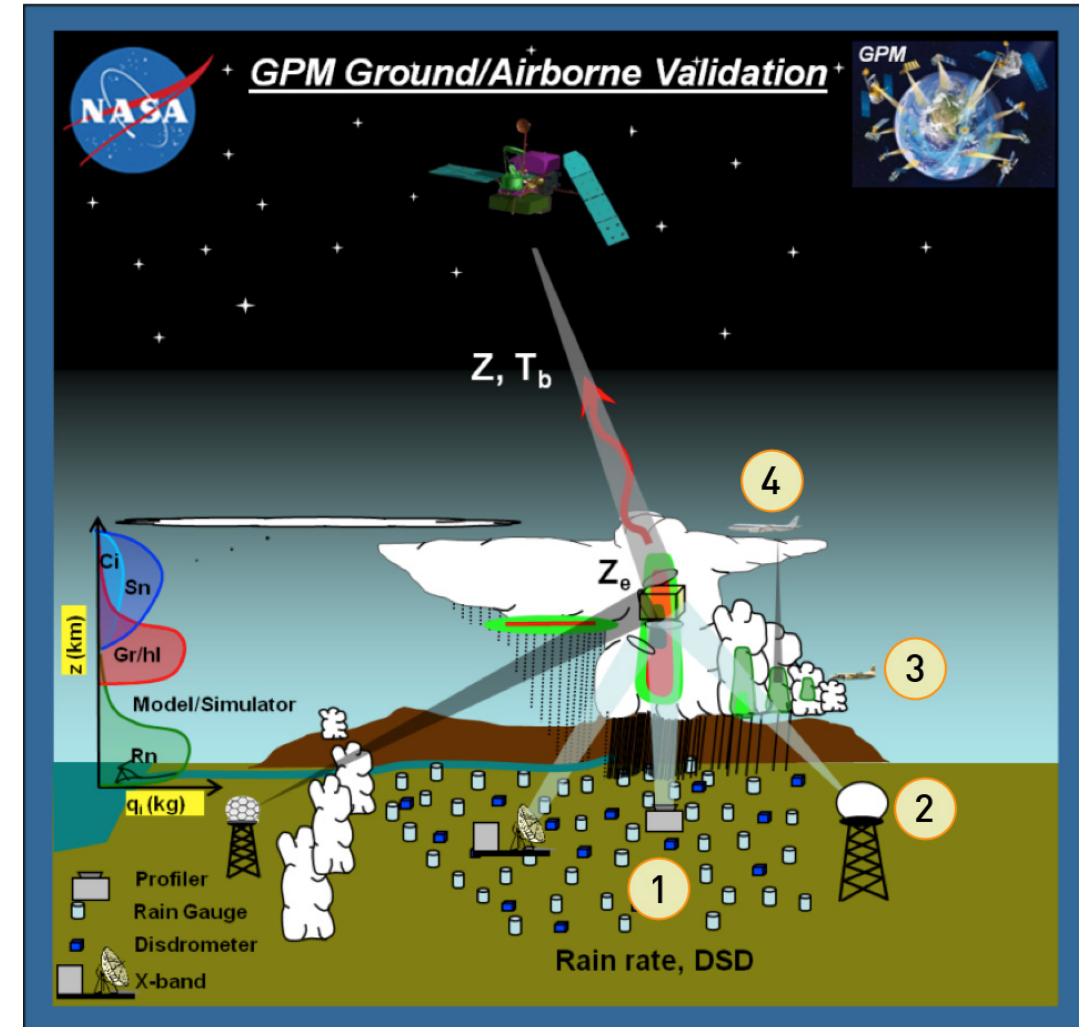 NASA
GPM Ground/Airborne Validation
GPM
Z, Tb
4
Ze
Ci
Sn
z (km)
Gr/hl
3
Model/Simulator
Rn
qi (kg)
2
1
Profiler
Rain Gauge
Disdrometer
X-band
Rain rate, DSD